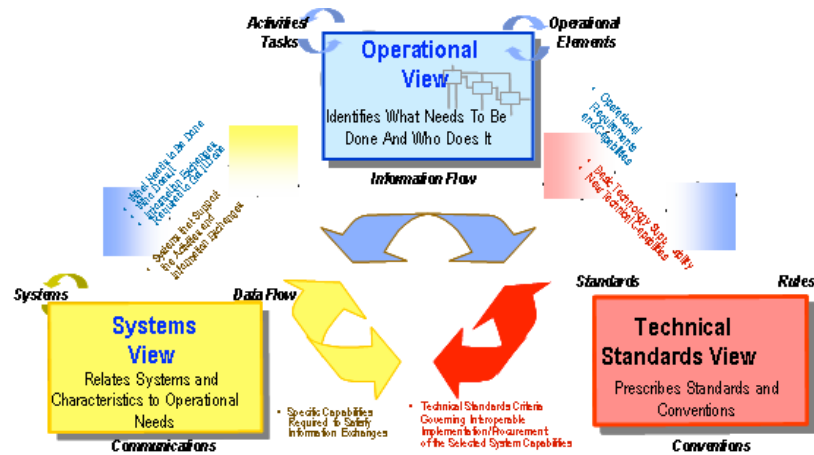 Activities/
Tasks
Operational
Elements
Operational
View
Identifies What Needs To Be
Done And Who Does It
Information Flow
• What Needs to Be Done
• Who Does It
• Information Exchanges
Required to Get It Done
• Systems that Support
the Activities and
Information Exchanges
• Operational
Requirements
and Capabilities
• Basic Technology
• New Technical Capabilities
Systems
Data Flow
Systems
View
Relates Systems and
Characteristics to Operational
Needs
Communications
• Specific Capabilities
Required to Satisfy
Information Exchanges
• Technical Standards Criteria
Governing Interoperable
Implementation/Procurement
of the Selected System Capabilities
Standards
Rules
Technical
Standards View
Prescribes Standards and
Conventions
Conventions